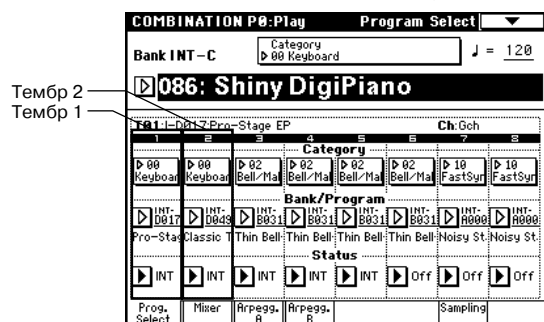 COMBINATION P0:Play Program Select
Bank INT-C
Category
00 Keyboard
♩ = 120
086: Shiny DigiPiano
Тембр 2
Тембр 1
T01:I-D017:Pro-Stage EP Ch:Gch
1 2 3 4 5 6 7 8
Category
00 00 02 02 02 02 10 10
Keyboar Keyboar Bell/Mal Bell/Mal Bell/Mal Bell/Mal FastSyr FastSyr
Bank/Program
INT- INT- INT- INT- INT- INT- INT- INT-
D017 D049 B031 B031 B031 B031 A000 A000
Pro-Stag Classic T Thin Bell Thin Bell Thin Bell Thin Bell Noisy St Noisy St
Status
INT INT INT INT INT Off Off Off
Prog. Select Mixer Arpegg. A Arpegg. B Sampling